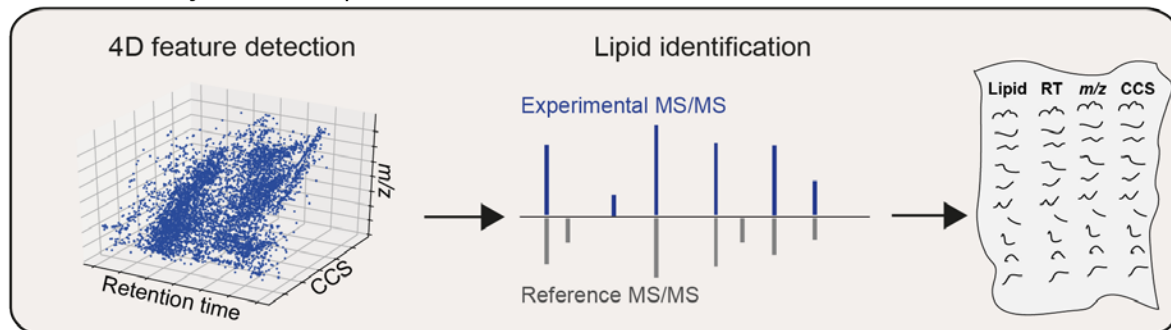 4D feature detection
Lipid identification
Experimental MS/MS
Reference MS/MS
m/z
CCS
Retention time
Lipid RT m/z CCS